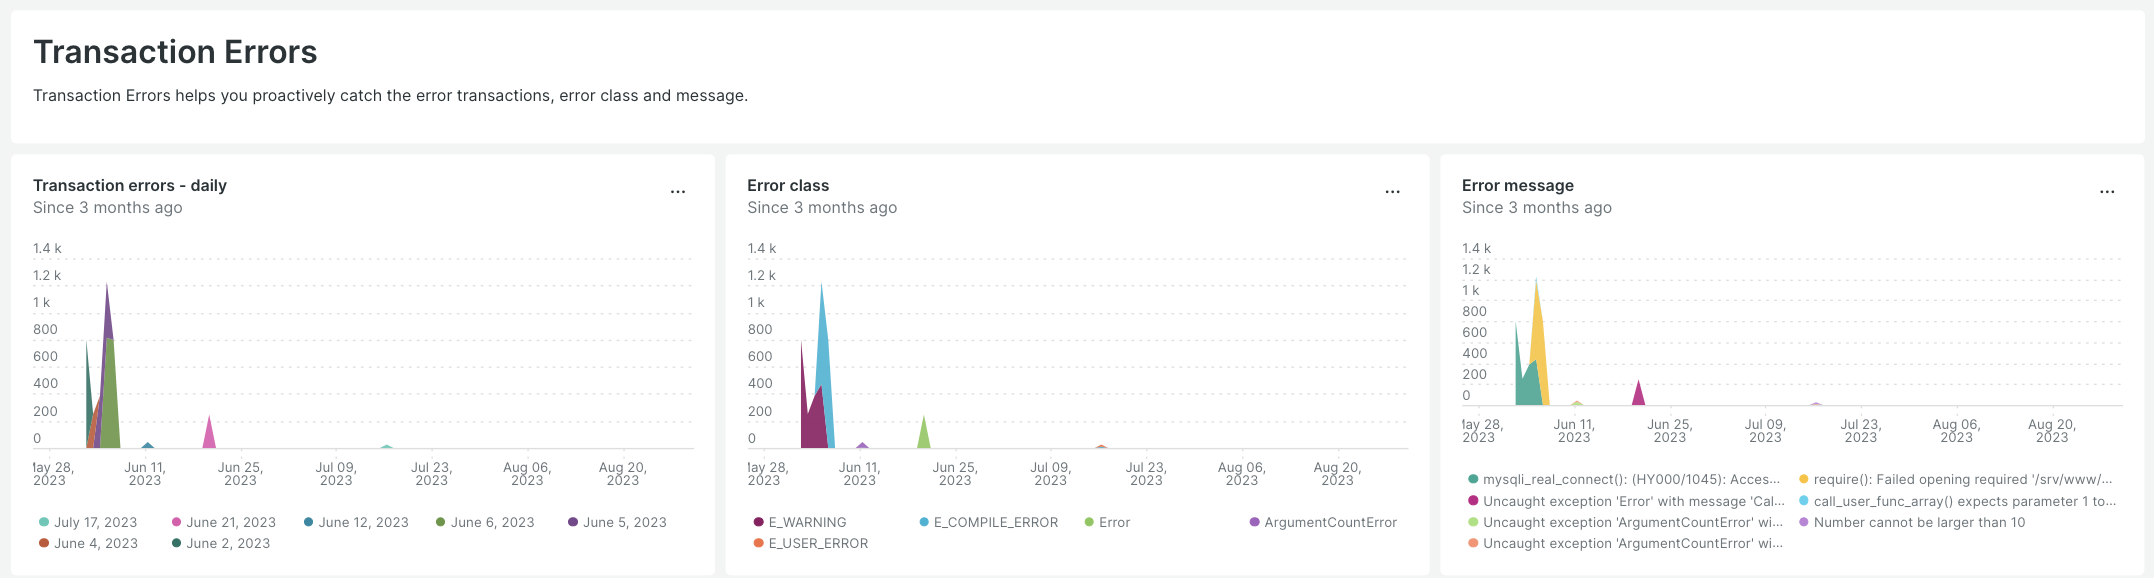 Transaction Errors
Transaction Errors helps you proactively catch the error transactions, error class and message.
Transaction errors - daily
Since 3 months ago
1.4 k
1.2 k
1 k
800
600
400
200
0
May 28, 2023
Jun 11, 2023
Jun 25, 2023
Jul 09, 2023
Jul 23, 2023
Aug 06, 2023
Aug 20, 2023
July 17, 2023
June 21, 2023
June 12, 2023
June 6, 2023
June 5, 2023
June 4, 2023
June 2, 2023
Error class
Since 3 months ago
1.4 k
1.2 k
1 k
800
600
400
200
0
May 28, 2023
Jun 11, 2023
Jun 25, 2023
Jul 09, 2023
Jul 23, 2023
Aug 06, 2023
Aug 20, 2023
E_WARNING
E_COMPILE_ERROR
Error
ArgumentCountError
E_USER_ERROR
Error message
Since 3 months ago
1.4 k
1.2 k
1 k
800
600
400
200
0
May 28, 2023
Jun 11, 2023
Jun 25, 2023
Jul 09, 2023
Jul 23, 2023
Aug 06, 2023
Aug 20, 2023
mysqli_real_connect(): (HY000/1045): Acces...
require(): Failed opening required '/srv/www/...
Uncaught exception 'Error' with message 'Cal...
call_user_func_array() expects parameter 1 to...
Uncaught exception 'ArgumentCountError' wi...
Number cannot be larger than 10
Uncaught exception 'ArgumentCountError' wi...